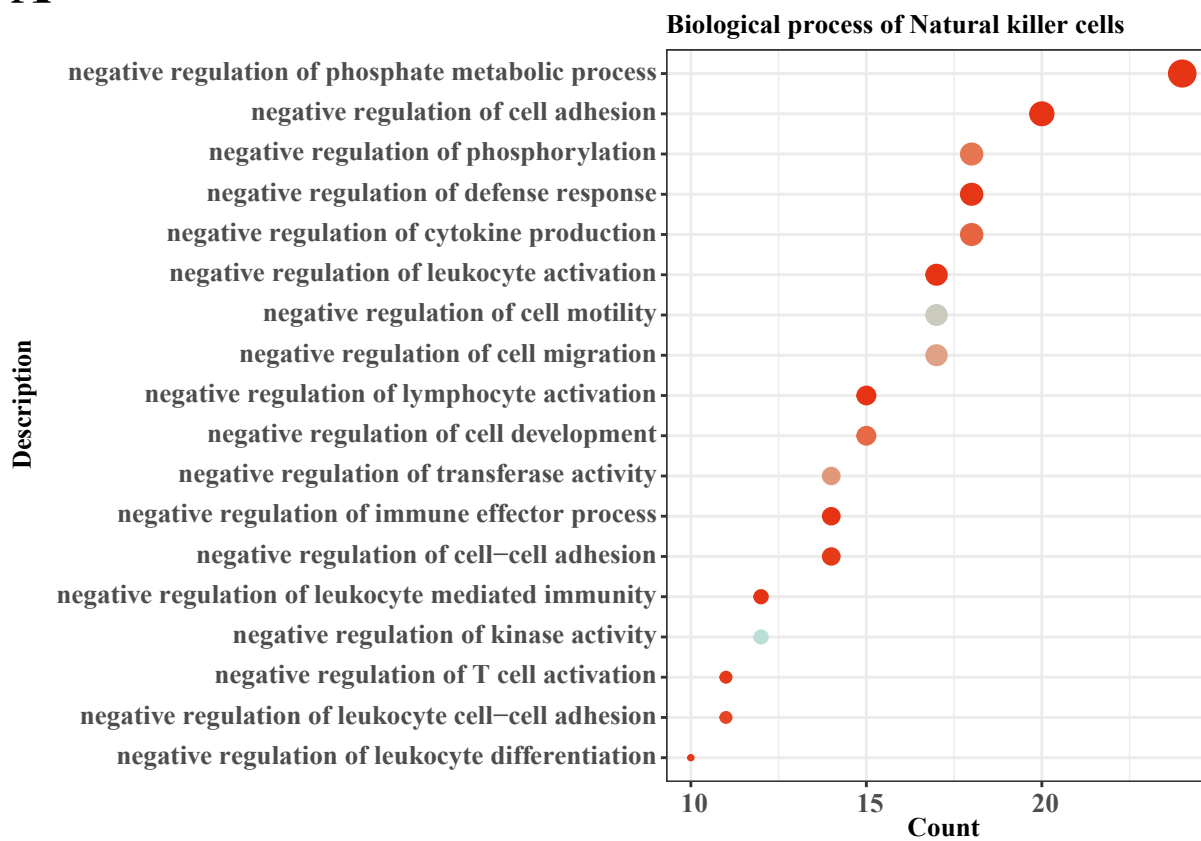 Biological process of Natural killer cells
negative regulation of phosphate metabolic process
negative regulation of cell adhesion
negative regulation of phosphorylation
negative regulation of defense response
negative regulation of cytokine production
negative regulation of leukocyte activation
negative regulation of cell motility
negative regulation of cell migration
negative regulation of lymphocyte activation
negative regulation of cell development
negative regulation of transferase activity
negative regulation of immune effector process
negative regulation of cell−cell adhesion
negative regulation of leukocyte mediated immunity
negative regulation of kinase activity
negative regulation of T cell activation
negative regulation of leukocyte cell−cell adhesion
negative regulation of leukocyte differentiation
Description
10 15 20
Count